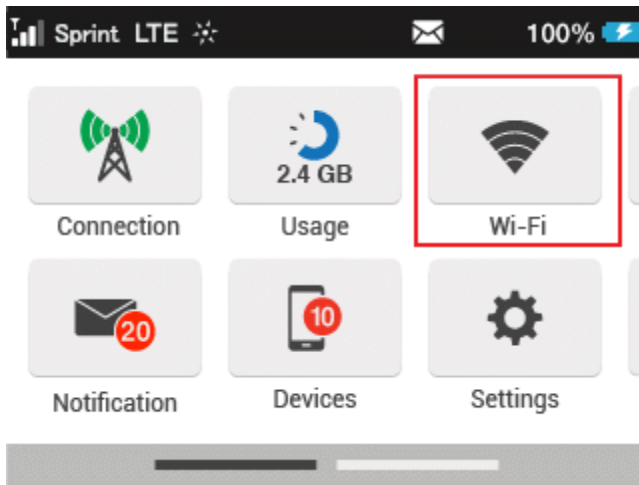 Sprint LTE 100%
2.4 GB
Connection Usage Wi-Fi
20 10
Notification Devices Settings